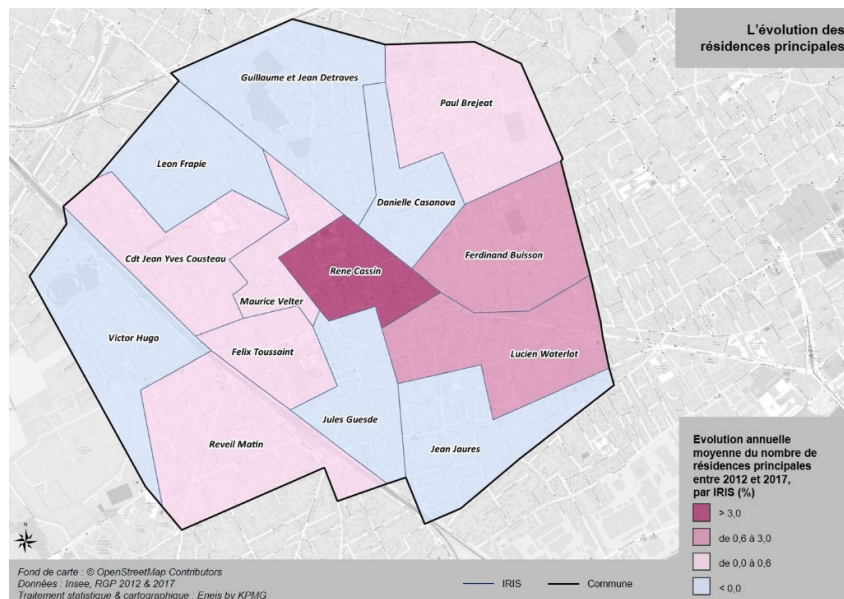 L'évolution des
résidences principales
Guillaume et Jean Detraves
Paul Brejeat
Leon Frapie
Danielle Casanova
Cdt Jean Yves Cousteau
Ferdinand Buisson
Rene Cassin
Maurice Velter
Victor Hugo
Felix Toussaint
Lucien Waterlot
Jules Guesde
Reveil Matin
Jean Jaures
Evolution annuelle
moyenne du nombre de
résidences principales
entre 2012 et 2017,
par IRIS (%)
> 3,0
de 0,6 à 3,0
de 0,0 à 0,6
< 0,0
N
Fond de carte : © OpenStreetMap Contributors
Données : Insee, RGP 2012 & 2017
Traitement statistique & cartographique : Eneis by KPMG
IRIS
Commune